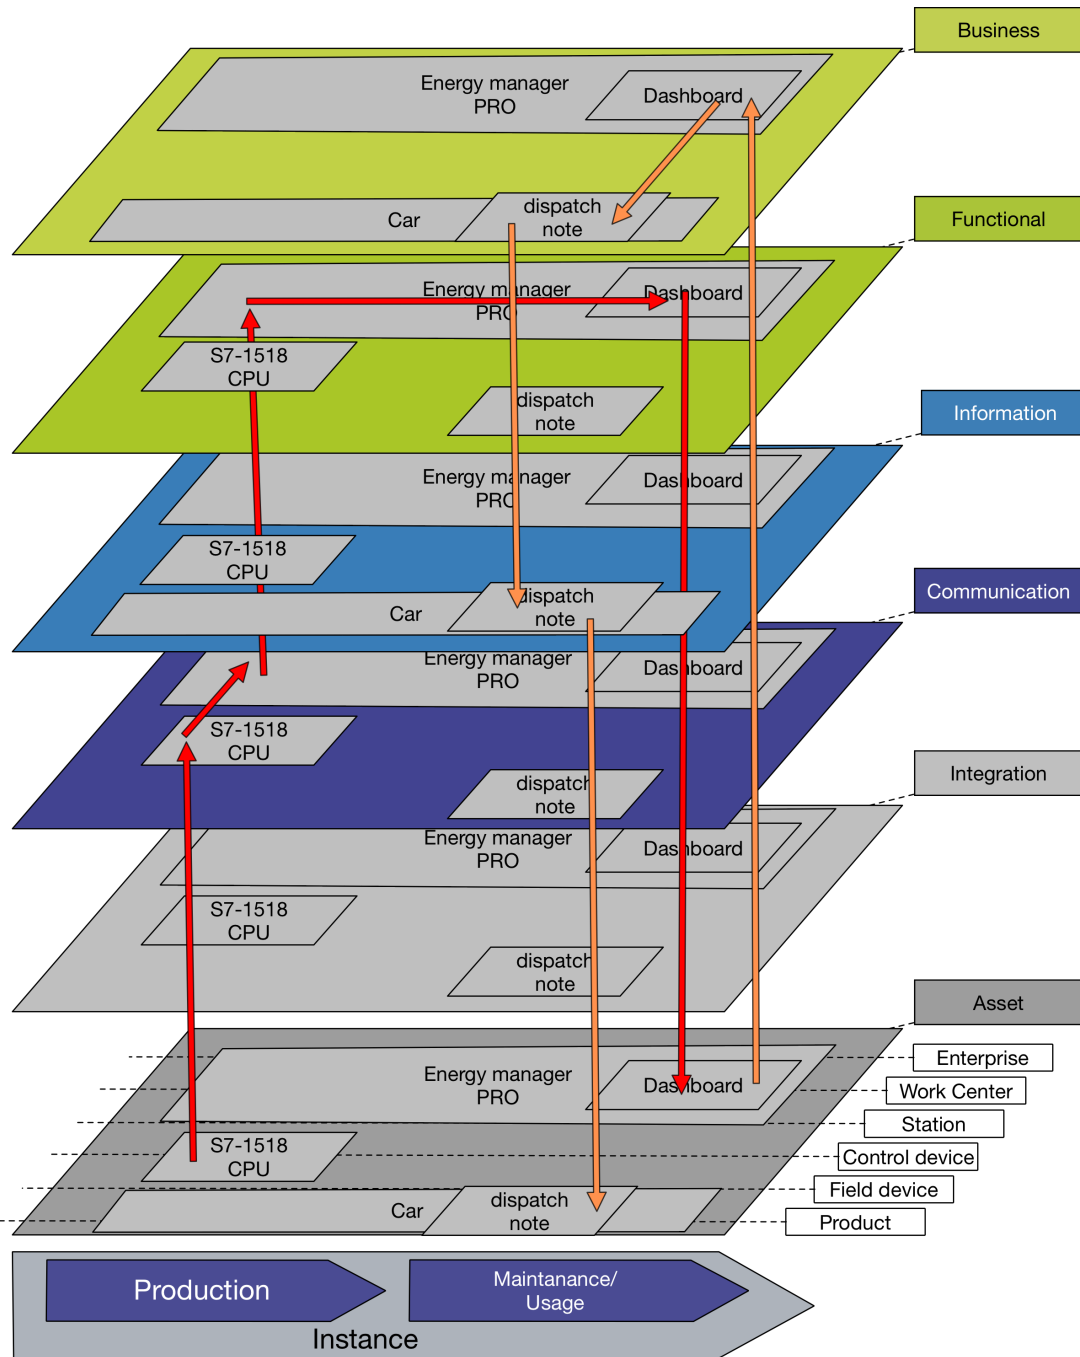 Business
Energy manager
PRO
Dashboard
Car
dispatch
note
Functional
Energy manager
PRO
Dashboard
S7-1518
CPU
dispatch
note
Information
Energy manager
PRO
Dashboard
S7-1518
CPU
Car
dispatch
note
Communication
Energy manager
PRO
Dashboard
S7-1518
CPU
dispatch
note
Integration
Energy manager
PRO
Dashboard
S7-1518
CPU
dispatch
note
Asset
Energy manager
PRO
Dashboard
S7-1518
CPU
Car
dispatch
note
Enterprise
Work Center
Station
Control device
Field device
Product
Production
Maintanance/
Usage
Instance